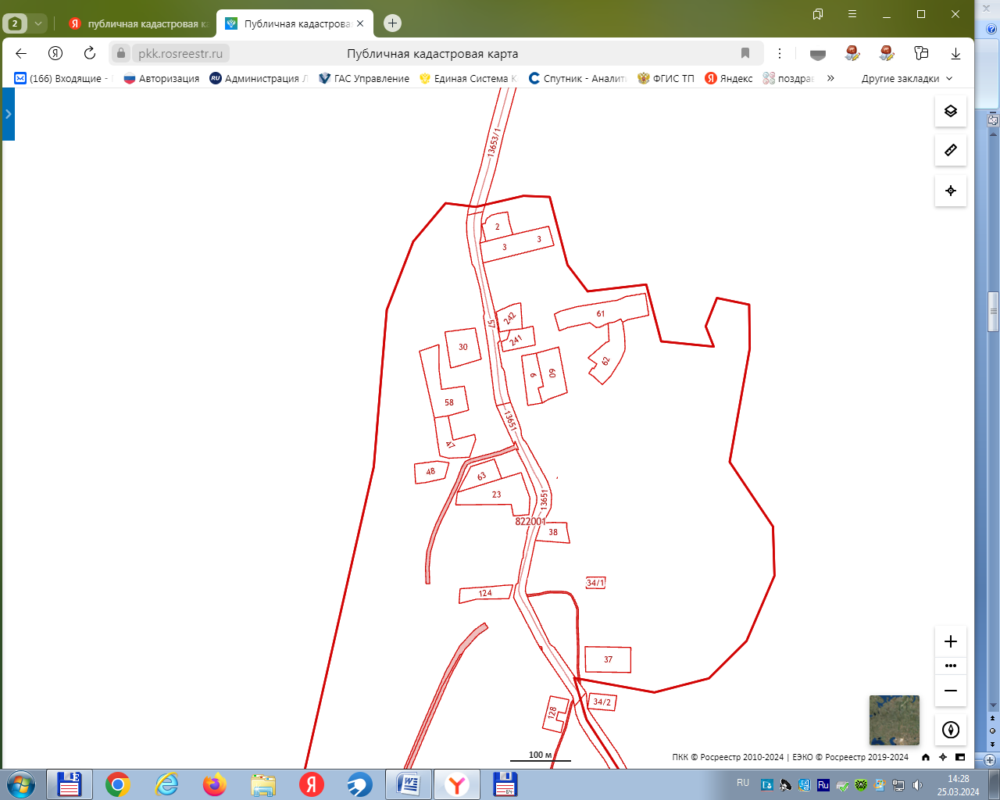 2
публичная кадастровая к
Публичная кадастрова
pkk.rosreestr.ru
Публичная кадастровая карта
(166) Входящие -
Авторизация
Администрация Л
ГАС Управление
Единая Система К
Спутник - Аналити
ФГИС ТП
Яндекс
поздрав
Другие закладки
13653/1
2
3
3
57
242
241
61
30
62
9
60
58
13651
47
48
63
23
13651
822001
38
34/1
124
37
34/2
128
100 м
ПКК © Росреестр 2010-2024 | ЕЭКО © Росреестр 2019-2024
RU
Ru
14:28
25.03.2024